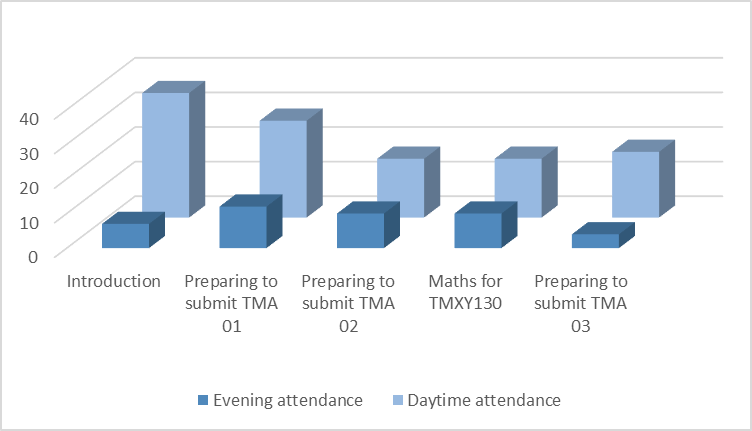 40
30
20
10
0
Introduction
Preparing to
submit TMA
01
Preparing to
submit TMA
02
Maths for
TMXY130
Preparing to
submit TMA
03
Evening attendance
Daytime attendance